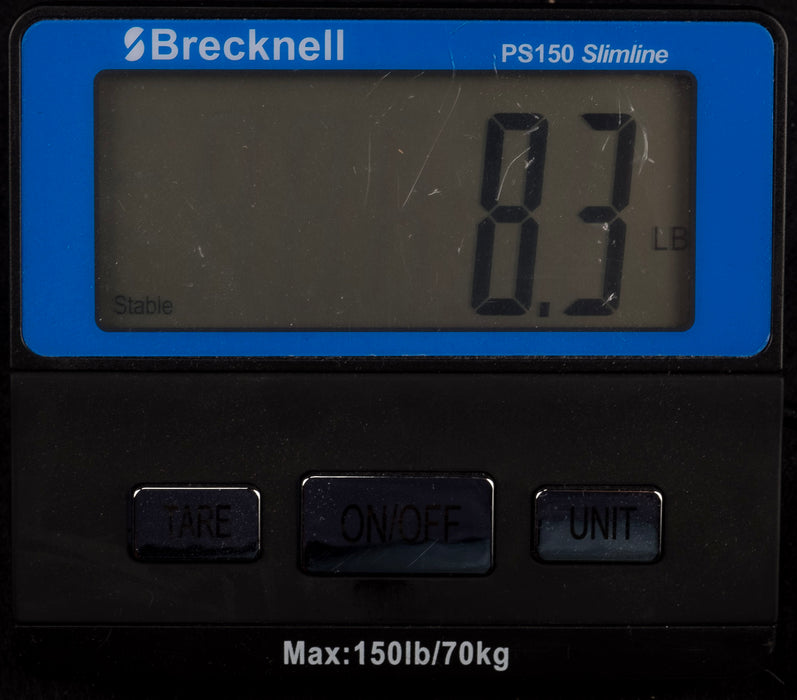 Brecknell
PS150 Slimline
8.3
LB
Stable
TARE ON/OFF UNIT
Max:150lb/70kg